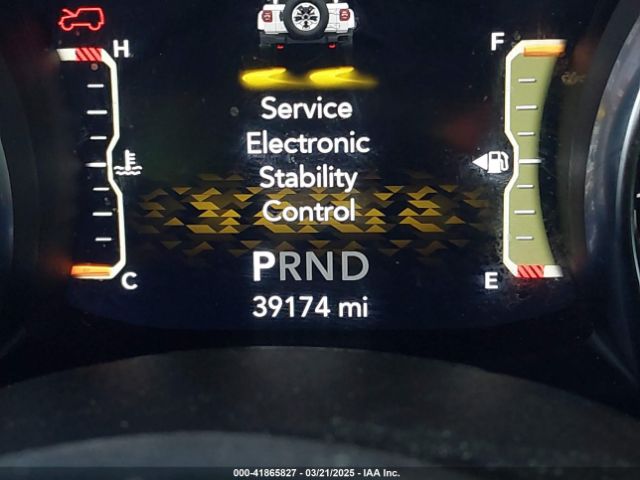 H
F
Service
Electronic
Stability
Control
C
E
PRND
39174 mi
000-41865827 - 03/21/2025 - IAA Inc.